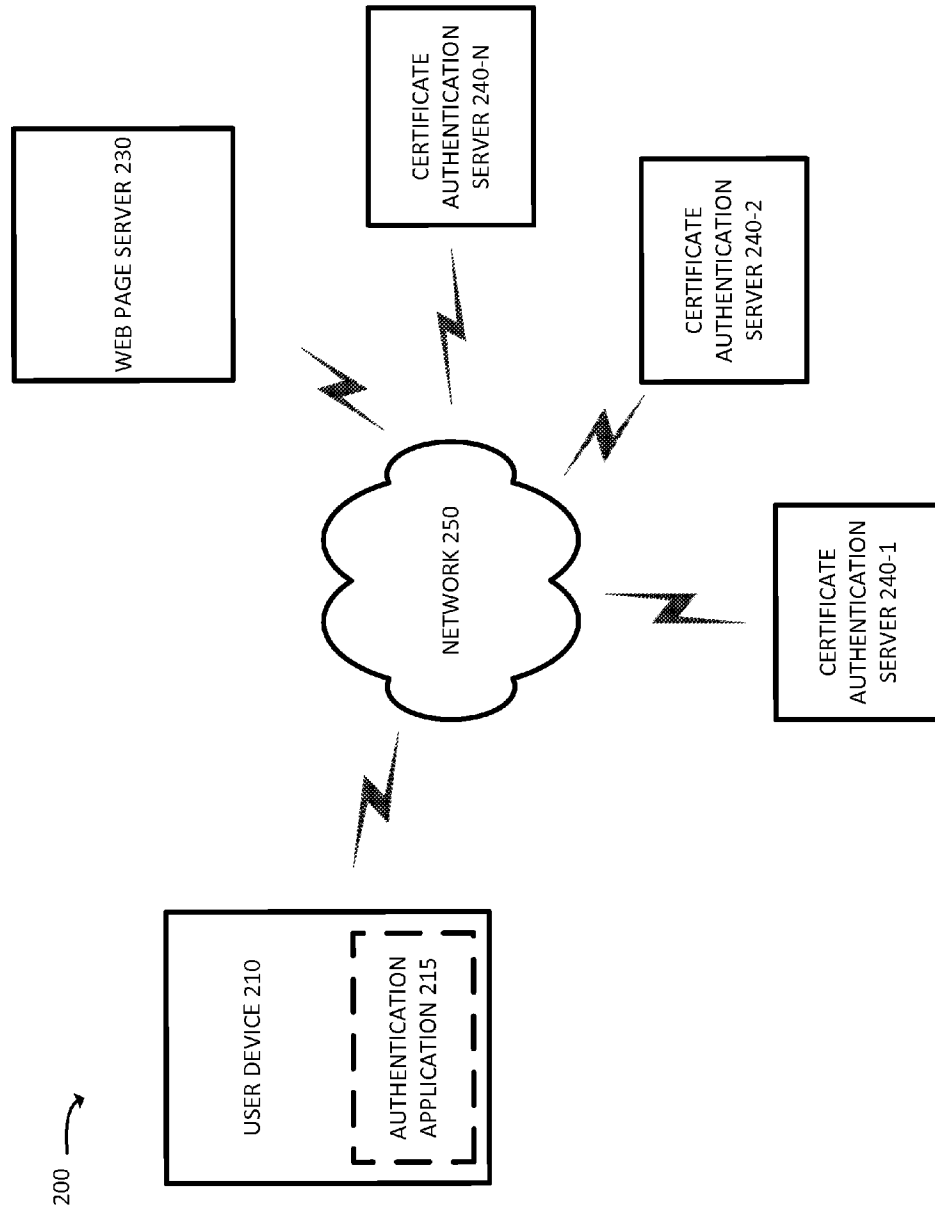 200
USER DEVICE 210
AUTHENTICATION
APPLICATION 215
NETWORK 250
WEB PAGE SERVER 230
CERTIFICATE
AUTHENTICATION
SERVER 240-1
CERTIFICATE
AUTHENTICATION
SERVER 240-2
CERTIFICATE
AUTHENTICATION
SERVER 240-N